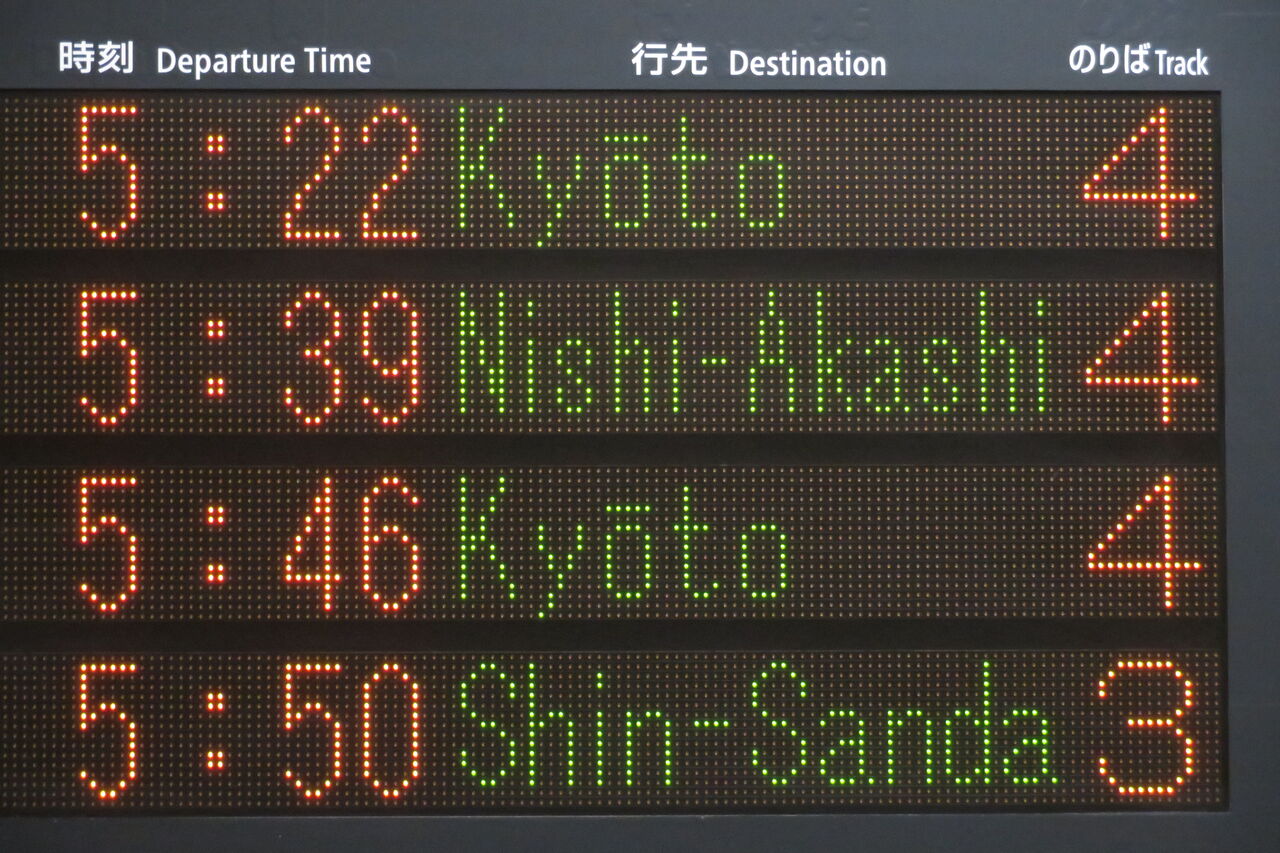 時刻 Departure Time 行先 Destination のりば Track
5:22 Kyōto 4
5:39 Nishi-Akashi 4
5:46 Kyōto 4
5:50 Shin-Sanda 3